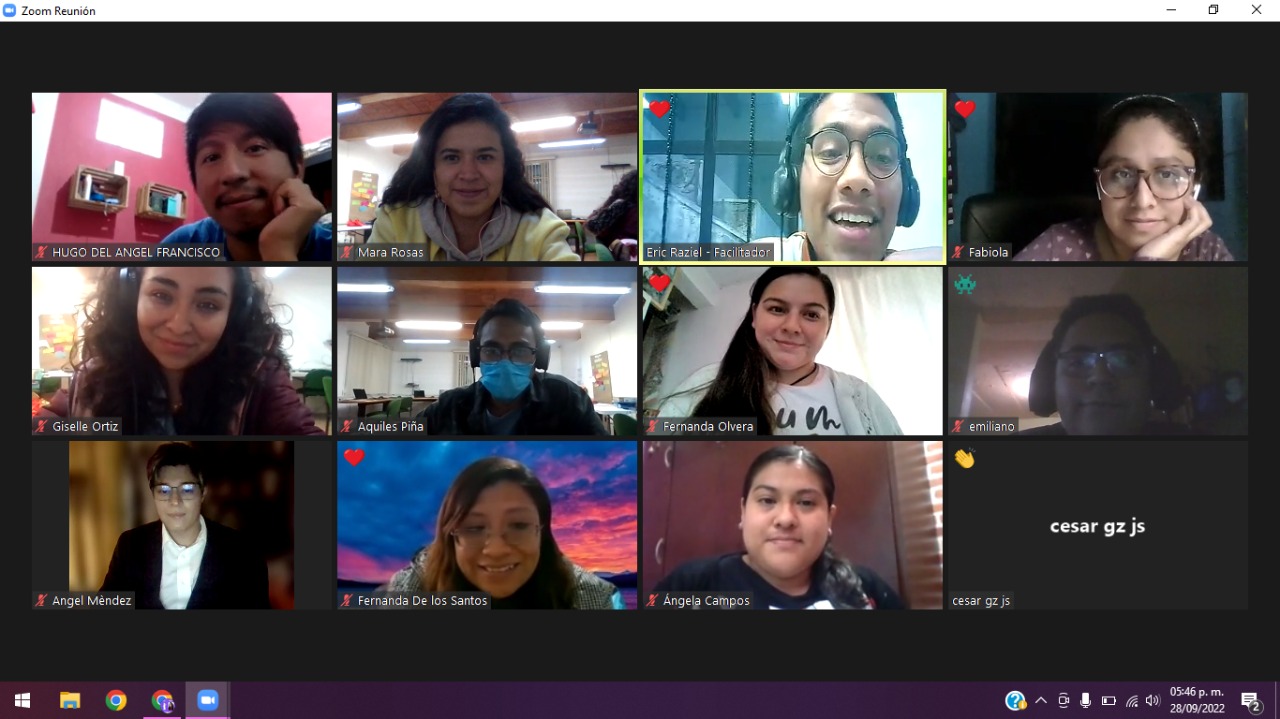 Zoom Reunión
HUGO DEL ANGEL FRANCISCO
Mara Rosas
Eric Raziel - Facilitador
Fabiola
Giselle Ortiz
Aquiles Piña
Fernanda Olvera
emiliano
Angel Mèndez
Fernanda De los Santos
Ángela Campos
cesar gz js
cesar gz js
05:46 p. m.
28/09/2022
2